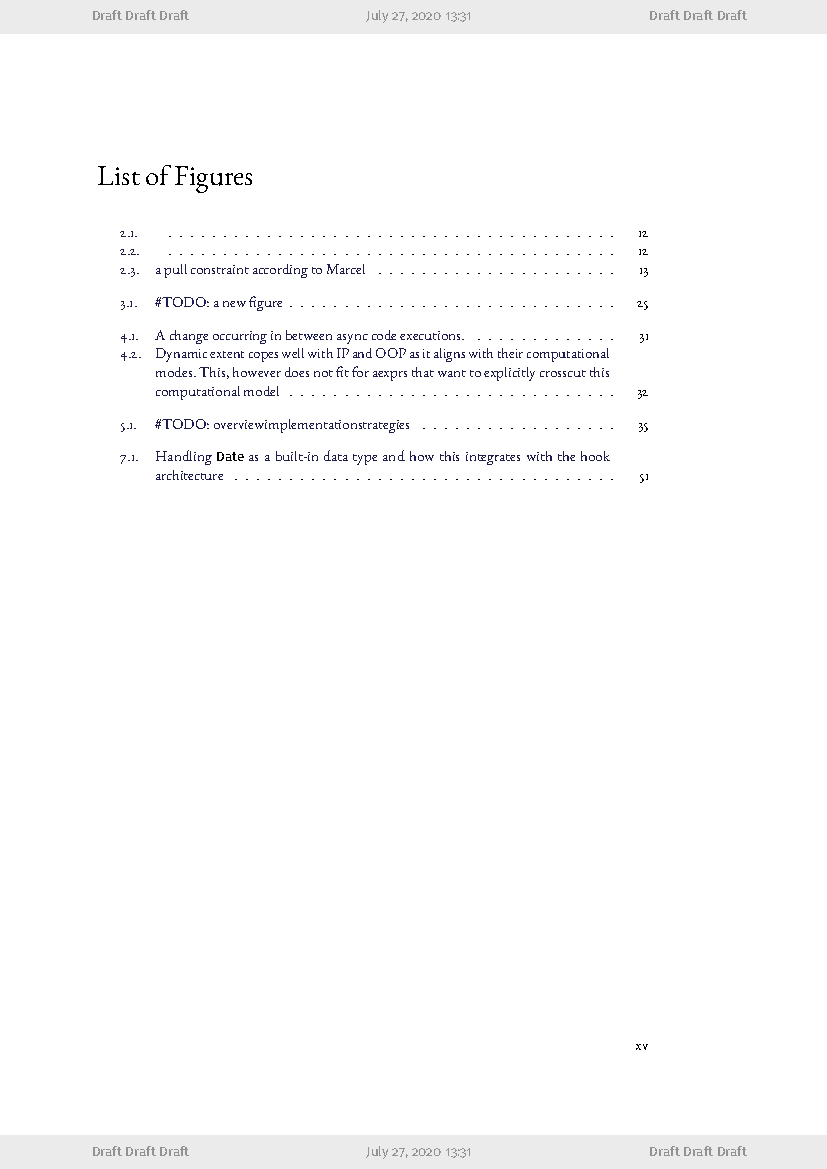 Draft Draft Draft July 27, 2020 13:31 Draft Draft Draft
List of Figures
2.1. . . . . . . . . . . . . . . . . . . . . . . . . . . . . . . . . . . . . . . . . . 12
2.2. . . . . . . . . . . . . . . . . . . . . . . . . . . . . . . . . . . . . . . . . . 12
2.3. a pull constraint according to Marcel . . . . . . . . . . . . . . . . . . . . . . 13
3.1. #TODO: a new figure . . . . . . . . . . . . . . . . . . . . . . . . . . . . . . 25
4.1. A change occurring in between async code executions. . . . . . . . . . . . . . 31
4.2. Dynamic extent copes well with IP and OOP as it aligns with their computational
modes. This, however does not fit for aexprs that want to explicitly crosscut this
computational model . . . . . . . . . . . . . . . . . . . . . . . . . . . . . . 32
5.1. #TODO: overviewimplementationstrategies . . . . . . . . . . . . . . . . . . 35
7.1. Handling Date as a built-in data type and how this integrates with the hook
architecture . . . . . . . . . . . . . . . . . . . . . . . . . . . . . . . . . . . 51
xv
Draft Draft Draft July 27, 2020 13:31 Draft Draft Draft